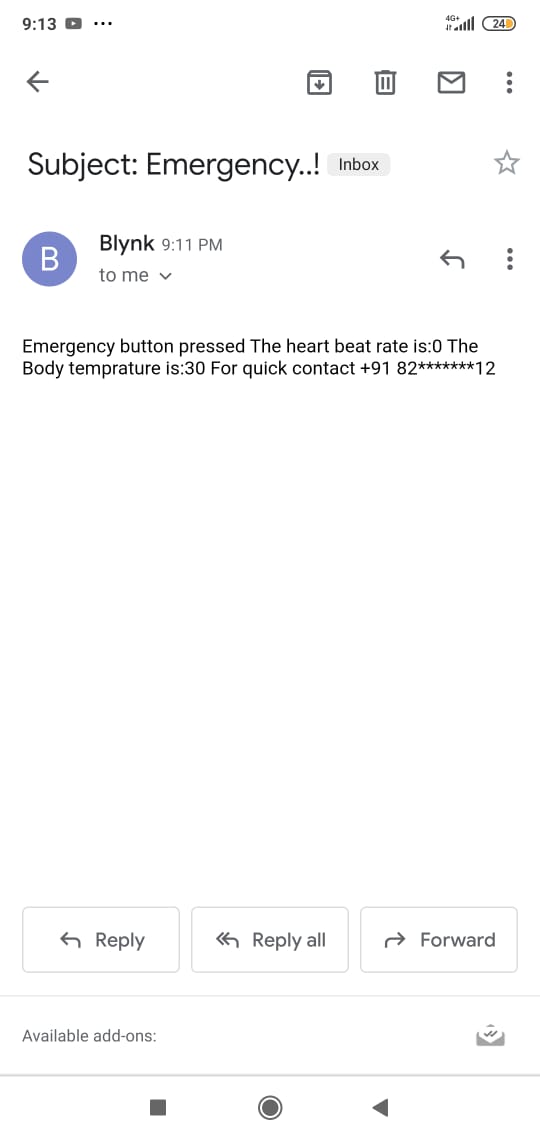 9:13 ...
4G+ 24
Subject: Emergency..! Inbox
B
Blynk 9:11 PM
to me
Emergency button pressed The heart beat rate is:0 The
Body temprature is:30 For quick contact +91 82*******12
Reply
Reply all
Forward
Available add-ons: